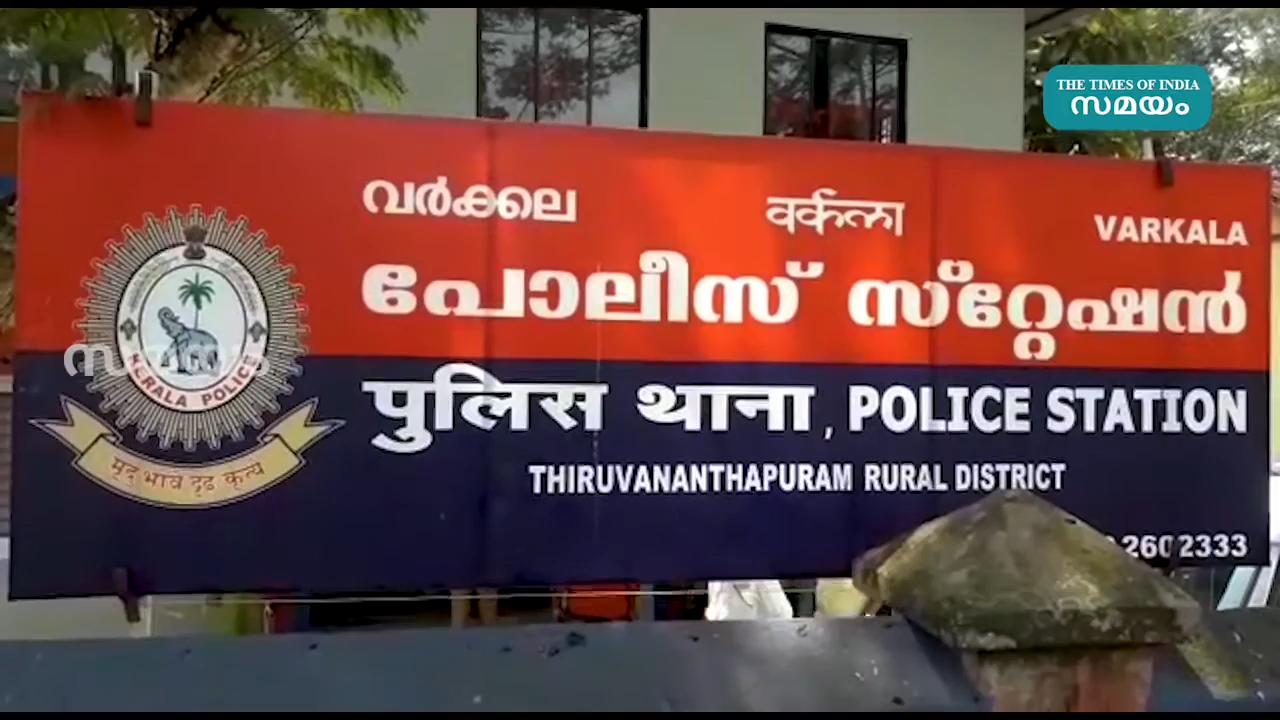 THE TIMES OF INDIA
സമയം
വർക്കല वर्कला VARKALA
പോലീസ് സ്റ്റേഷൻ
पुलिस थाना, POLICE STATION
THIRUVANANTHAPURAM RURAL DISTRICT
2602333
KERALA POLICE
मृदु भावे दृढ कृत्य